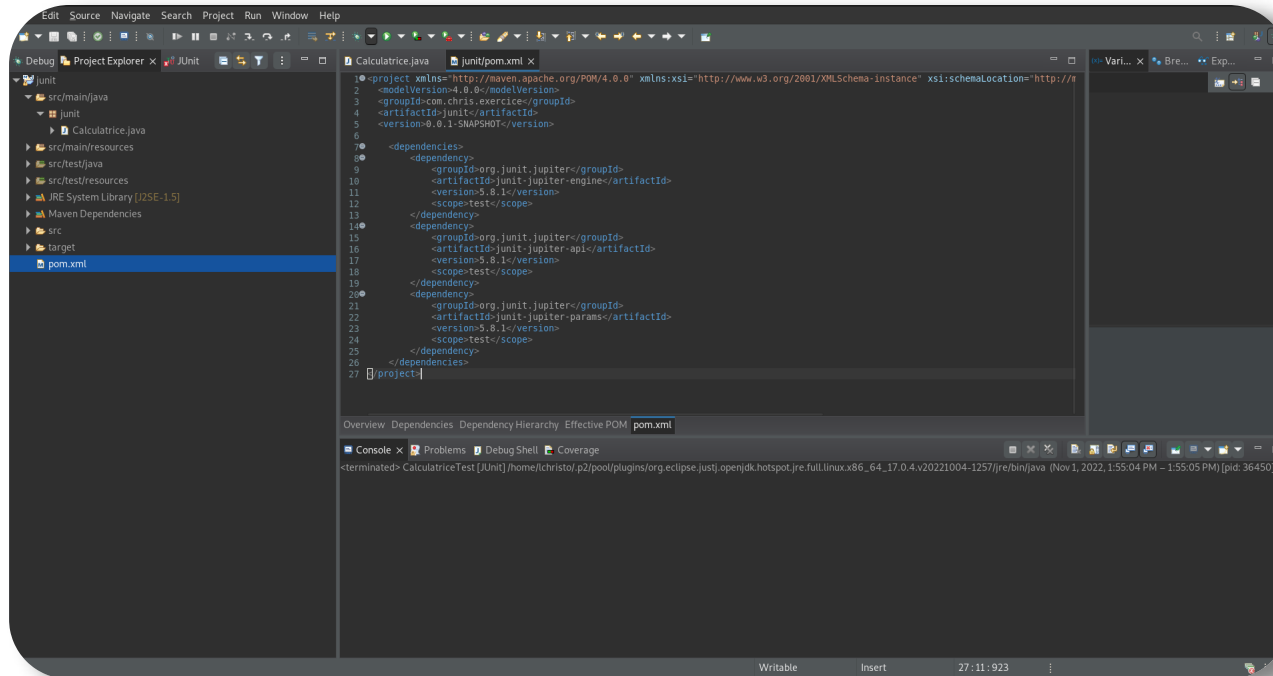 Edit Source Navigate Search Project Run Window Help
Debug Project Explorer JUnit
junit
src/main/java
junit
Calculatrice.java
src/main/resources
src/test/java
src/test/resources
JRE System Library [J2SE-1.5]
Maven Dependencies
src
target
pom.xml
Calculatrice.java junit/pom.xml
1 <project xmlns="http://maven.apache.org/POM/4.0.0" xmlns:xsi="http://www.w3.org/2001/XMLSchema-instance" xsi:schemaLocation="http://m
2 <modelVersion>4.0.0</modelVersion>
3 <groupId>com.chris.exercice</groupId>
4 <artifactId>junit</artifactId>
5 <version>0.0.1-SNAPSHOT</version>
6
7 <dependencies>
8 <dependency>
9 <groupId>org.junit.jupiter</groupId>
10 <artifactId>junit-jupiter-engine</artifactId>
11 <version>5.8.1</version>
12 <scope>test</scope>
13 </dependency>
14 <dependency>
15 <groupId>org.junit.jupiter</groupId>
16 <artifactId>junit-jupiter-api</artifactId>
17 <version>5.8.1</version>
18 <scope>test</scope>
19 </dependency>
20 <dependency>
21 <groupId>org.junit.jupiter</groupId>
22 <artifactId>junit-jupiter-params</artifactId>
23 <version>5.8.1</version>
24 <scope>test</scope>
25 </dependency>
26 </dependencies>
27 </project>
Overview Dependencies Dependency Hierarchy Effective POM pom.xml
Vari... Bre... Exp...
Console Problems Debug Shell Coverage
<terminated> CalculatriceTest [JUnit] /home/lchristo/.p2/pool/plugins/org.eclipse.justj.openjdk.hotspot.jre.full.linux.x86_64_17.0.4.v20221004-1257/jre/bin/java (Nov 1, 2022, 1:55:04 PM – 1:55:05 PM) [pid: 36450]
Writable Insert 27 : 11 : 923